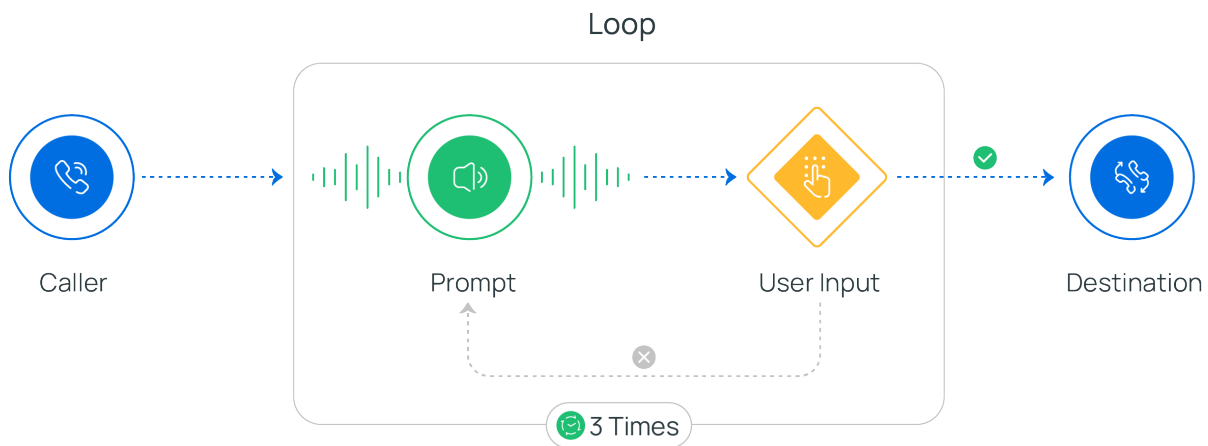 Loop
Caller
Prompt
User Input
Destination
3 Times